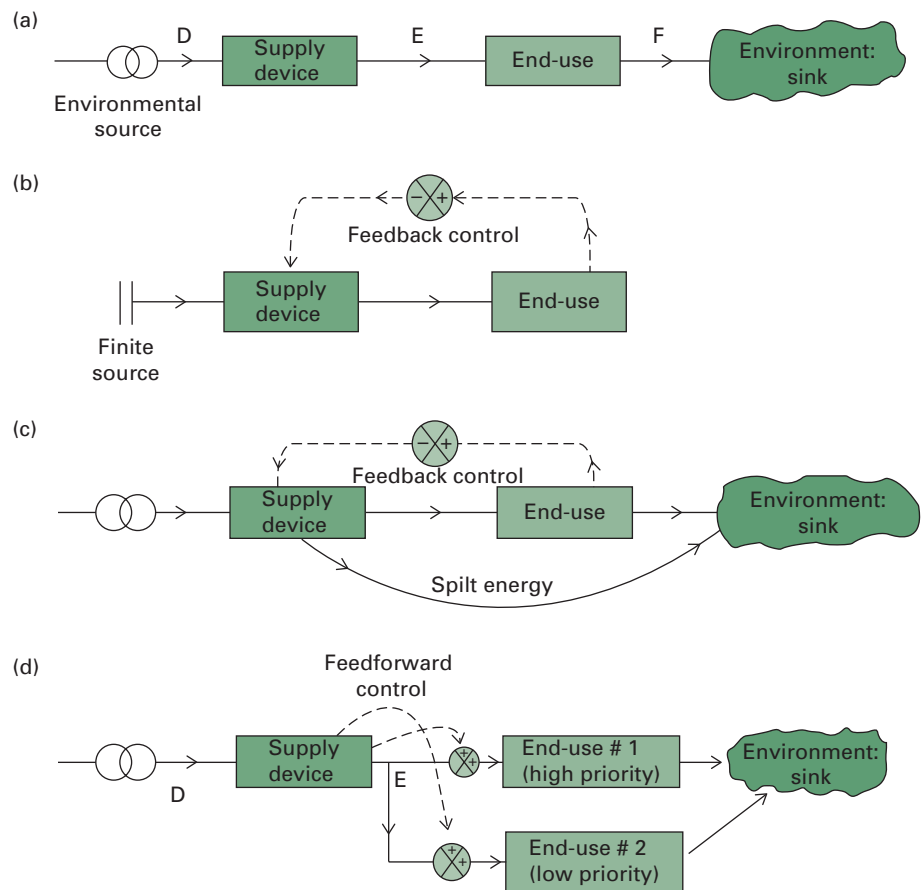 (a)
D
Supply
device
E
End-use
F
Environment:
sink
Environmental
source
(b)
− +
Feedback control
Supply
device
End-use
Finite
source
(c)
− +
Feedback control
Supply
device
End-use
Environment:
sink
Spilt energy
(d)
Feedforward
control
Supply
device
D
E
+ +
End-use # 1
(high priority)
Environment:
sink
+ +
End-use # 2
(low priority)